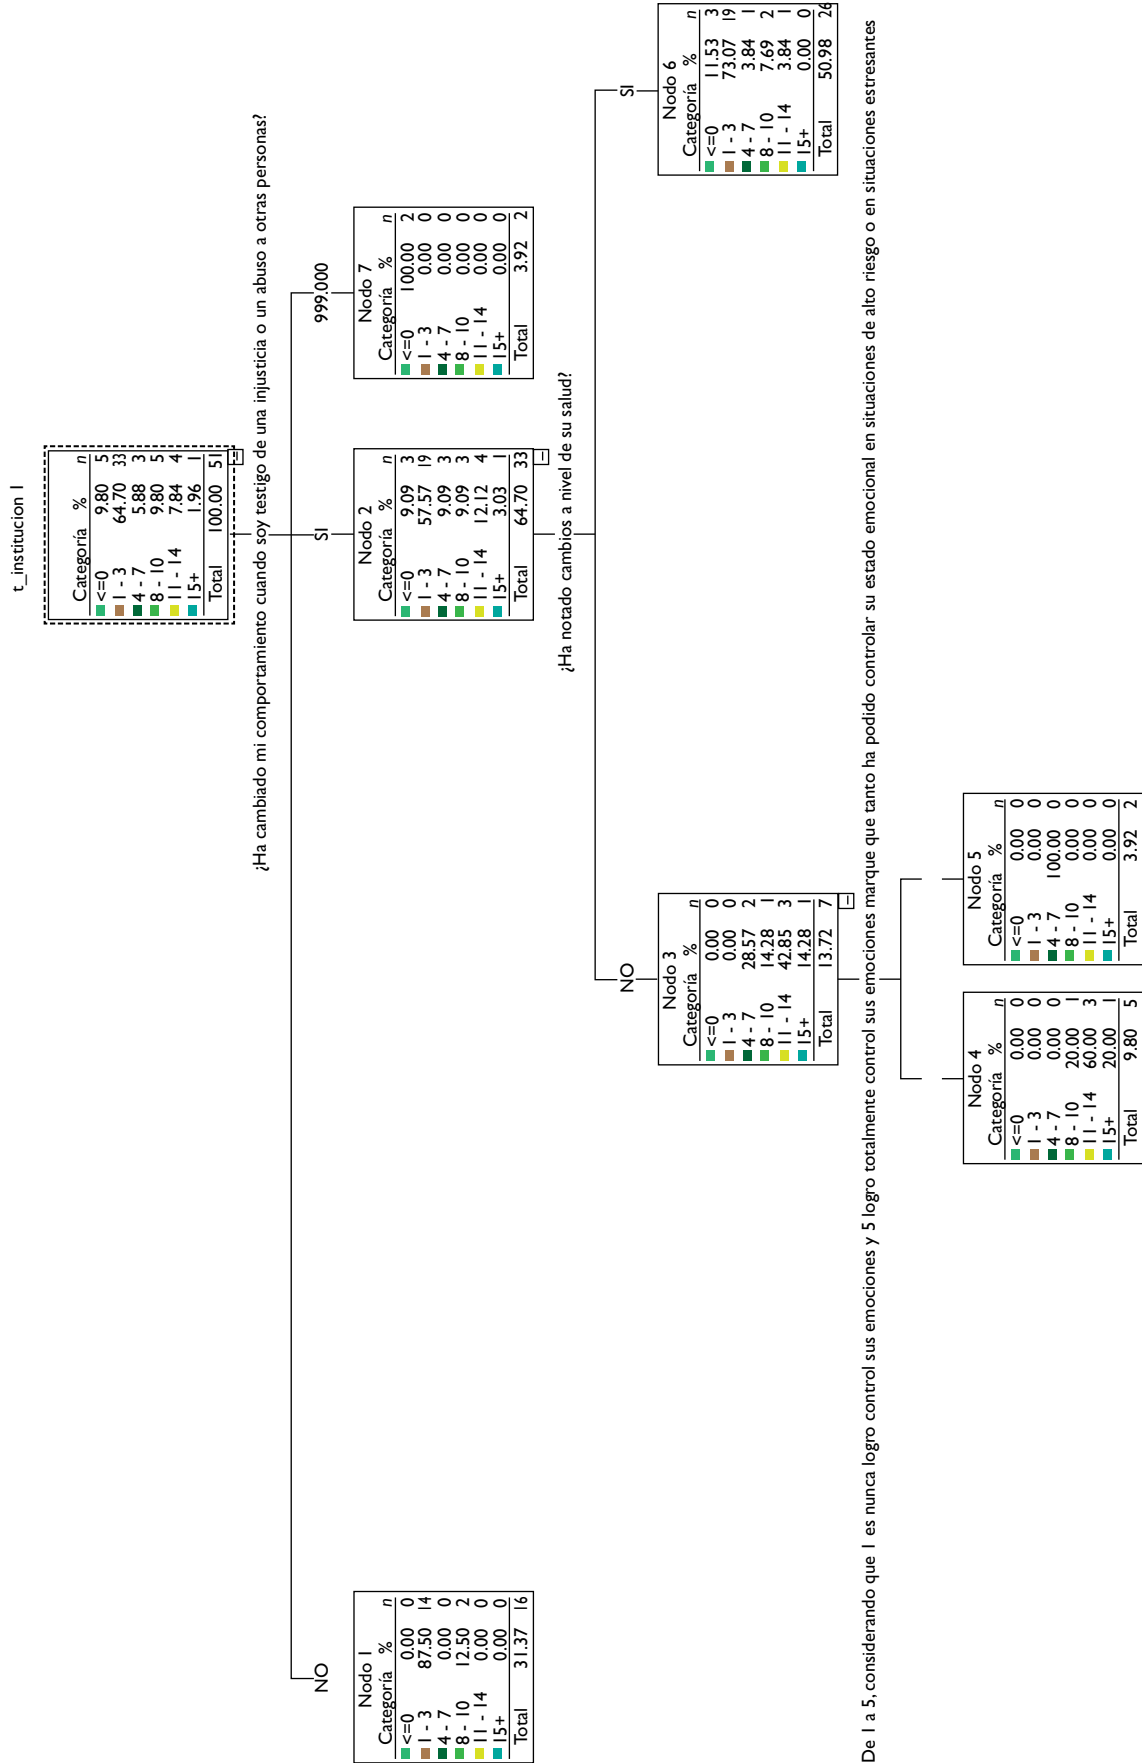 t_institucion 1
Categoría % n
<=0 9.80 5
1 - 3 64.70 33
4 - 7 5.88 3
8 - 10 9.80 5
11 - 14 7.84 4
15+ 1.96 1
Total 100.00 51
¿Ha cambiado mi comportamiento cuando soy testigo de una injusticia o un abuso a otras personas?
NO
Nodo 1
Categoría % n
<=0 0.00 0
1 - 3 87.50 14
4 - 7 0.00 0
8 - 10 12.50 2
11 - 14 0.00 0
15+ 0.00 0
Total 31.37 16
SI
Nodo 2
Categoría % n
<=0 9.09 3
1 - 3 57.57 19
4 - 7 9.09 3
8 - 10 9.09 3
11 - 14 12.12 4
15+ 3.03 1
Total 64.70 33
999.000
Nodo 7
Categoría % n
<=0 100.00 2
1 - 3 0.00 0
4 - 7 0.00 0
8 - 10 0.00 0
11 - 14 0.00 0
15+ 0.00 0
Total 3.92 2
¿Ha notado cambios a nivel de su salud?
NO
Nodo 3
Categoría % n
<=0 0.00 0
1 - 3 0.00 0
4 - 7 28.57 2
8 - 10 14.28 1
11 - 14 42.85 3
15+ 14.28 1
Total 13.72 7
SI
Nodo 6
Categoría % n
<=0 11.53 3
1 - 3 73.07 19
4 - 7 3.84 1
8 - 10 7.69 2
11 - 14 3.84 1
15+ 0.00 0
Total 50.98 26
De 1 a 5, considerando que 1 es nunca logro control sus emociones y 5 logro totalmente control sus emociones marque que tanto ha podido controlar su estado emocional en situaciones de alto riesgo o en situaciones estresantes
Nodo 4
Categoría % n
<=0 0.00 0
1 - 3 0.00 0
4 - 7 0.00 0
8 - 10 20.00 1
11 - 14 60.00 3
15+ 20.00 1
Total 9.80 5
Nodo 5
Categoría % n
<=0 0.00 0
1 - 3 0.00 0
4 - 7 100.00 0
8 - 10 0.00 0
11 - 14 0.00 0
15+ 0.00 0
Total 3.92 2